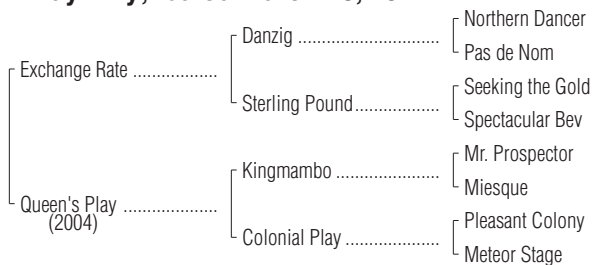 Northern Dancer
Danzig ................................
Pas de Nom
Exchange Rate ...................
Seeking the Gold
Sterling Pound...................
Spectacular Bev
Mr. Prospector
Kingmambo .......................
Miesque
Queen's Play .....................
(2004)
Pleasant Colony
Colonial Play .....................
Meteor Stage